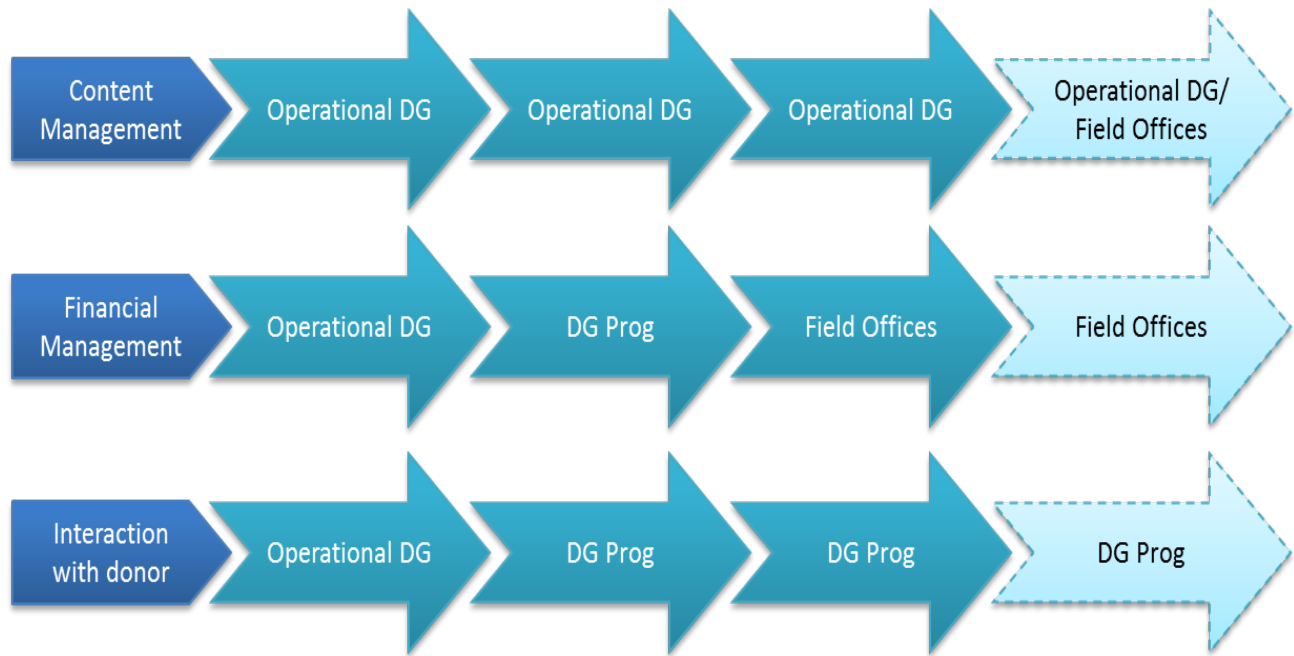 Content
Management
Operational DG
Operational DG
Operational DG
Operational DG/
Field Offices
Financial
Management
Operational DG
DG Prog
Field Offices
Field Offices
Interaction
with donor
Operational DG
DG Prog
DG Prog
DG Prog